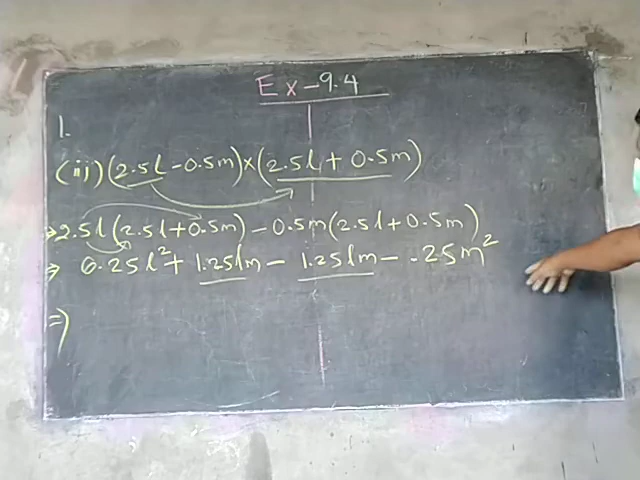 Ex-9.4
1.
(iii) (2.5l - 0.5m) × (2.5l + 0.5m)
⇒ 2.5l(2.5l + 0.5m) - 0.5m(2.5l + 0.5m)
⇒ 6.25l² + 1.25lm - 1.25lm - .25m²
⇒)